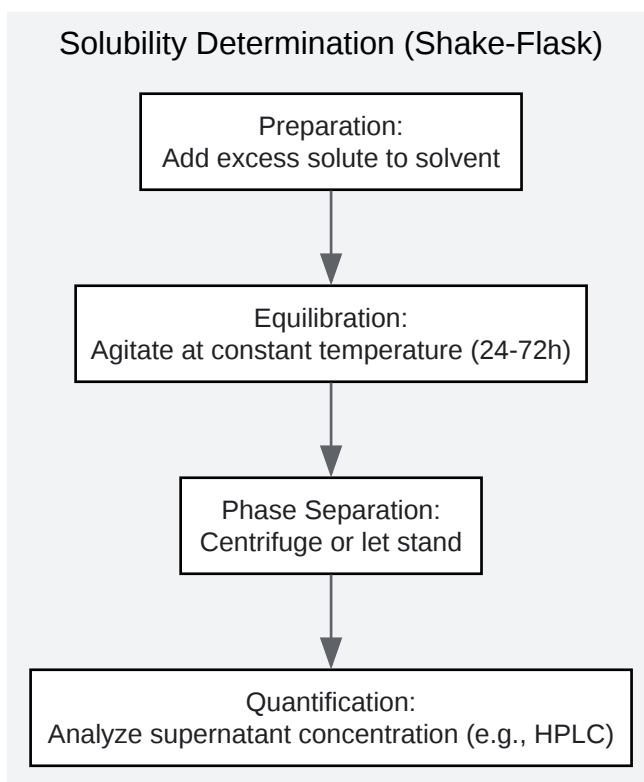 Solubility Determination (Shake-Flask)
Preparation:
Add excess solute to solvent
Equilibration:
Agitate at constant temperature (24-72h)
Phase Separation:
Centrifuge or let stand
Quantification:
Analyze supernatant concentration (e.g., HPLC)